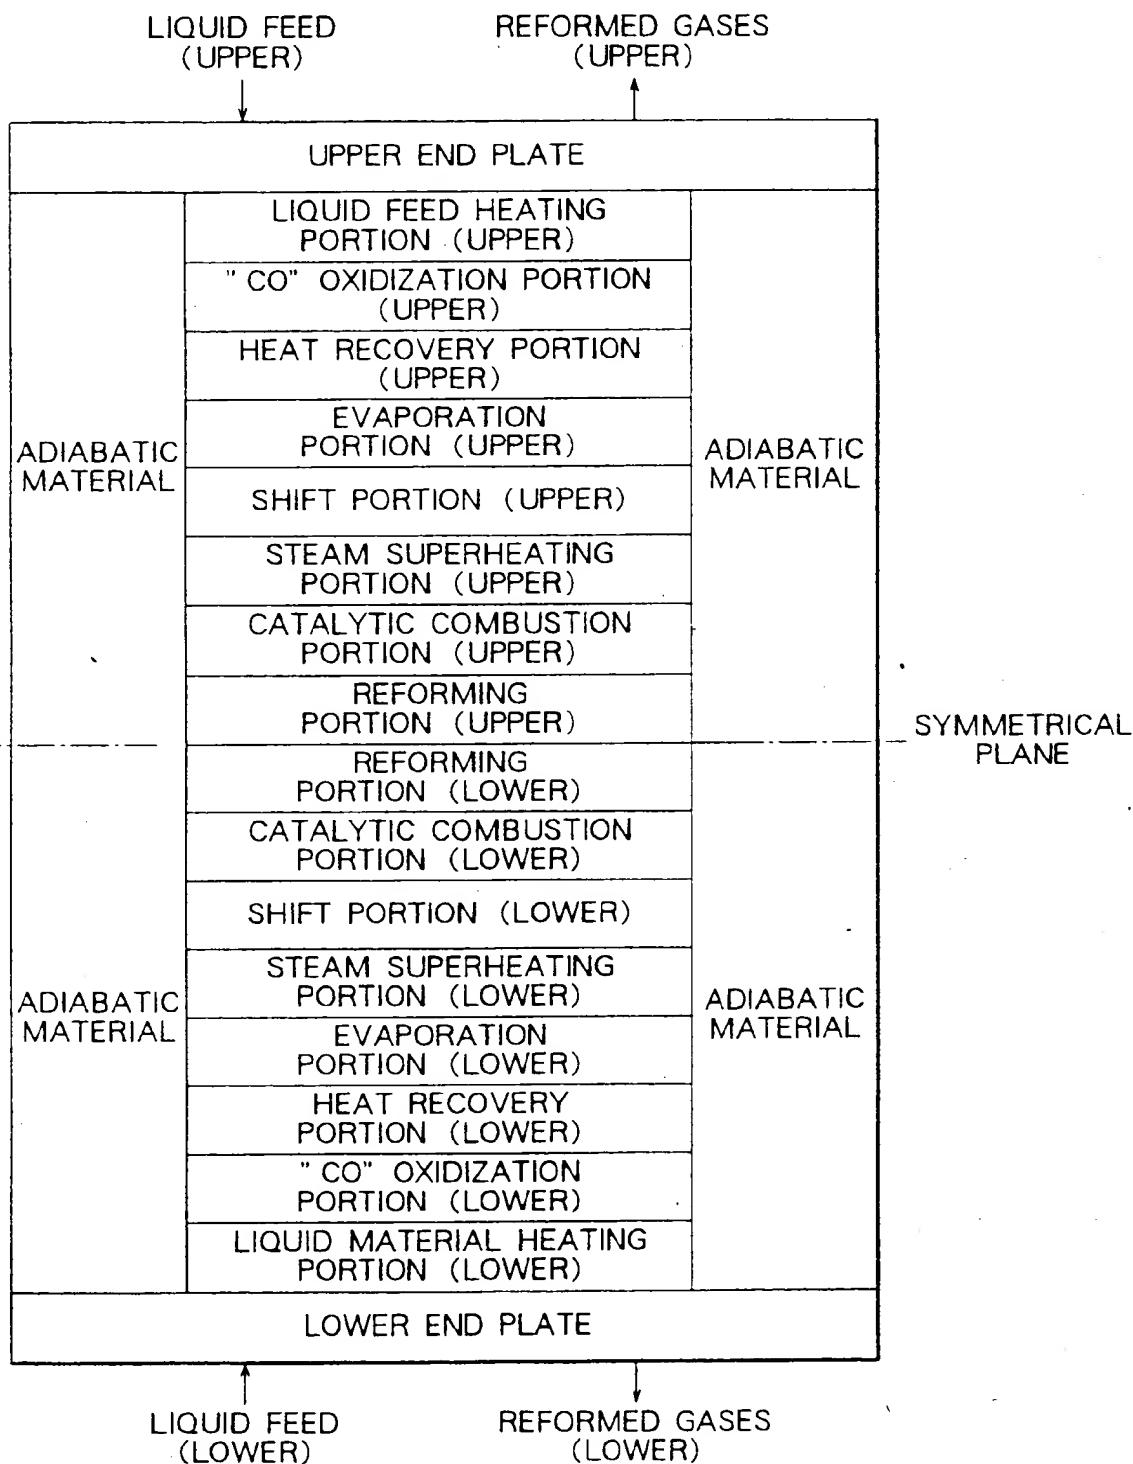 LIQUID FEED
(UPPER)
REFORMED GASES
(UPPER)
UPPER END PLATE
LIQUID FEED HEATING
PORTION (UPPER)
"CO" OXIDIZATION PORTION
(UPPER)
HEAT RECOVERY PORTION
(UPPER)
EVAPORATION
PORTION (UPPER)
ADIABATIC
MATERIAL
ADIABATIC
MATERIAL
SHIFT PORTION (UPPER)
STEAM SUPERHEATING
PORTION (UPPER)
CATALYTIC COMBUSTION
PORTION (UPPER)
REFORMING
PORTION (UPPER)
SYMMETRICAL
PLANE
REFORMING
PORTION (LOWER)
CATALYTIC COMBUSTION
PORTION (LOWER)
SHIFT PORTION (LOWER)
STEAM SUPERHEATING
PORTION (LOWER)
ADIABATIC
MATERIAL
ADIABATIC
MATERIAL
EVAPORATION
PORTION (LOWER)
HEAT RECOVERY
PORTION (LOWER)
"CO" OXIDIZATION
PORTION (LOWER)
LIQUID MATERIAL HEATING
PORTION (LOWER)
LOWER END PLATE
LIQUID FEED
(LOWER)
REFORMED GASES
(LOWER)